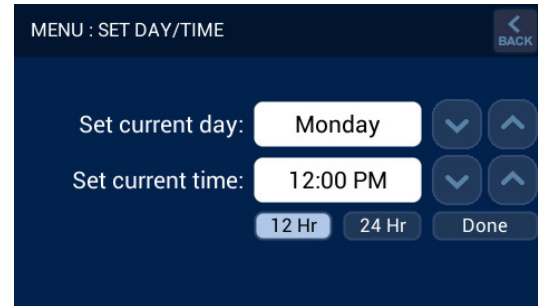 MENU : SET DAY/TIME
BACK
Set current day: Monday
Set current time: 12:00 PM
12 Hr 24 Hr Done